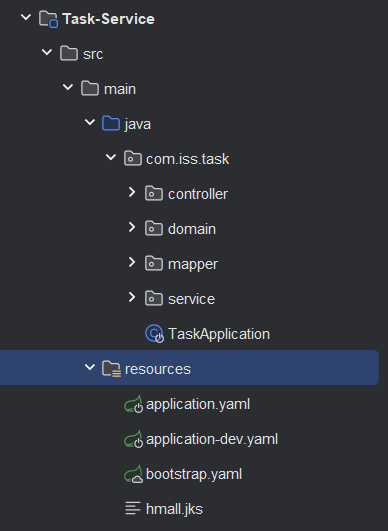 Task-Service
src
main
java
com.iss.task
controller
domain
mapper
service
TaskApplication
resources
application.yaml
application-dev.yaml
bootstrap.yaml
hmall.jks